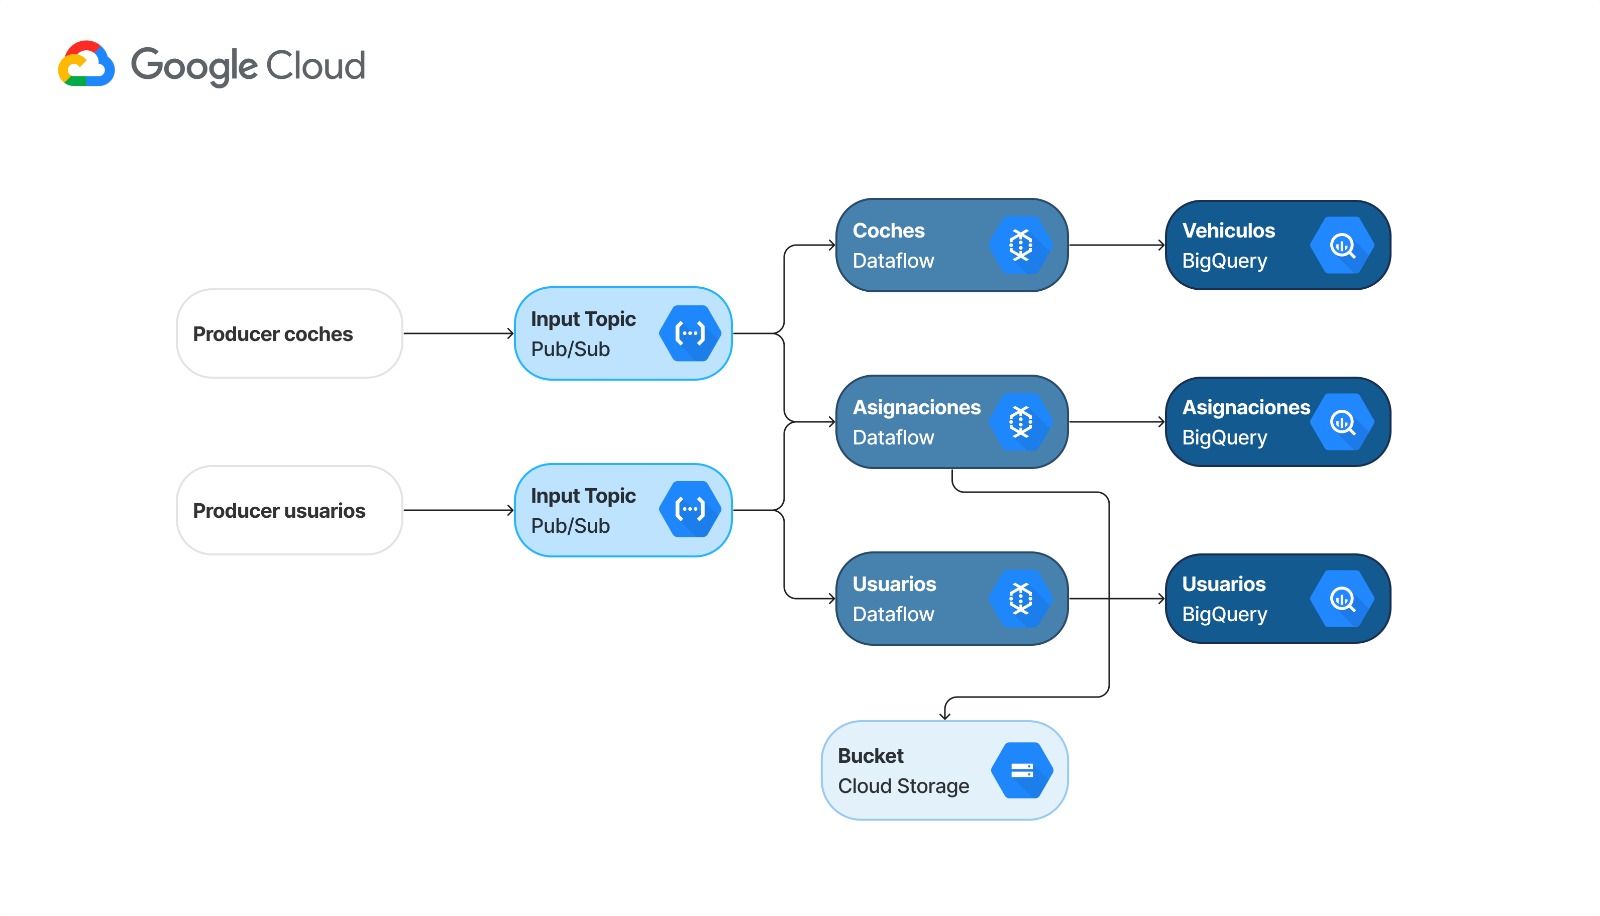 Google Cloud
Coches
Dataflow
Vehiculos
BigQuery
Producer coches
Input Topic
Pub/Sub
Asignaciones
Dataflow
Asignaciones
BigQuery
Producer usuarios
Input Topic
Pub/Sub
Usuarios
Dataflow
Usuarios
BigQuery
Bucket
Cloud Storage